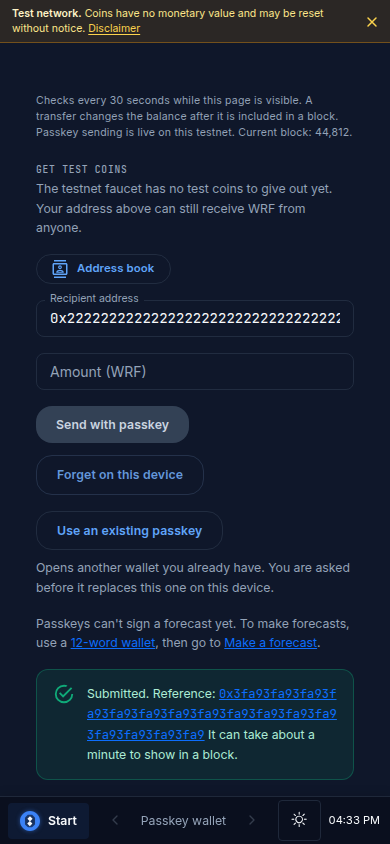 Test network. Coins have no monetary value and may be reset
without notice. Disclaimer
Checks every 30 seconds while this page is visible. A
transfer changes the balance after it is included in a block.
Passkey sending is live on this testnet. Current block: 44,812.
GET TEST COINS
The testnet faucet has no test coins to give out yet.
Your address above can still receive WRF from
anyone.
Address book
Recipient address
0x22222222222222222222222222222222222
Amount (WRF)
Send with passkey
Forget on this device
Use an existing passkey
Opens another wallet you already have. You are asked
before it replaces this one on this device.
Passkeys can't sign a forecast yet. To make forecasts,
use a 12-word wallet, then go to Make a forecast.
Submitted. Reference: 0x3fa93fa93fa93f
a93fa93fa93fa93fa93fa93fa93fa93fa9
3fa93fa93fa93fa9 It can take about a
minute to show in a block.
Start
Passkey wallet
04:33 PM